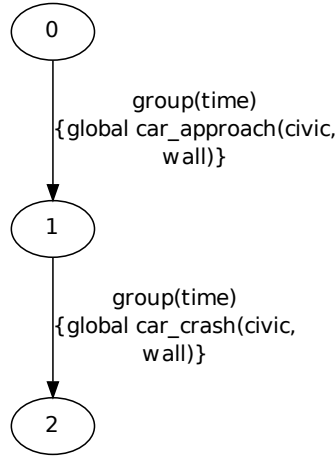 0
group(time)
{global car_approach(civic,
wall)}
1
group(time)
{global car_crash(civic,
wall)}
2